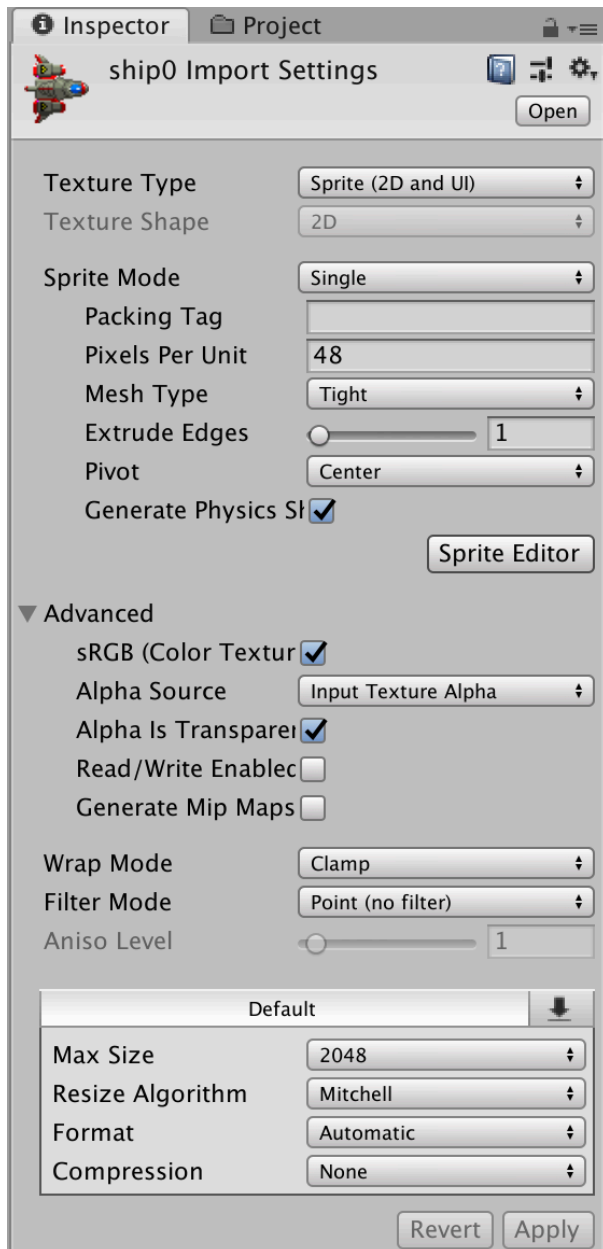 Inspector Project
ship0 Import Settings
Open
Texture Type Sprite (2D and UI)
Texture Shape 2D
Sprite Mode Single
Packing Tag
Pixels Per Unit 48
Mesh Type Tight
Extrude Edges 1
Pivot Center
Generate Physics Sh
Sprite Editor
Advanced
sRGB (Color Textur
Alpha Source Input Texture Alpha
Alpha Is Transparen
Read/Write Enabled
Generate Mip Maps
Wrap Mode Clamp
Filter Mode Point (no filter)
Aniso Level 1
Default
Max Size 2048
Resize Algorithm Mitchell
Format Automatic
Compression None
Revert Apply